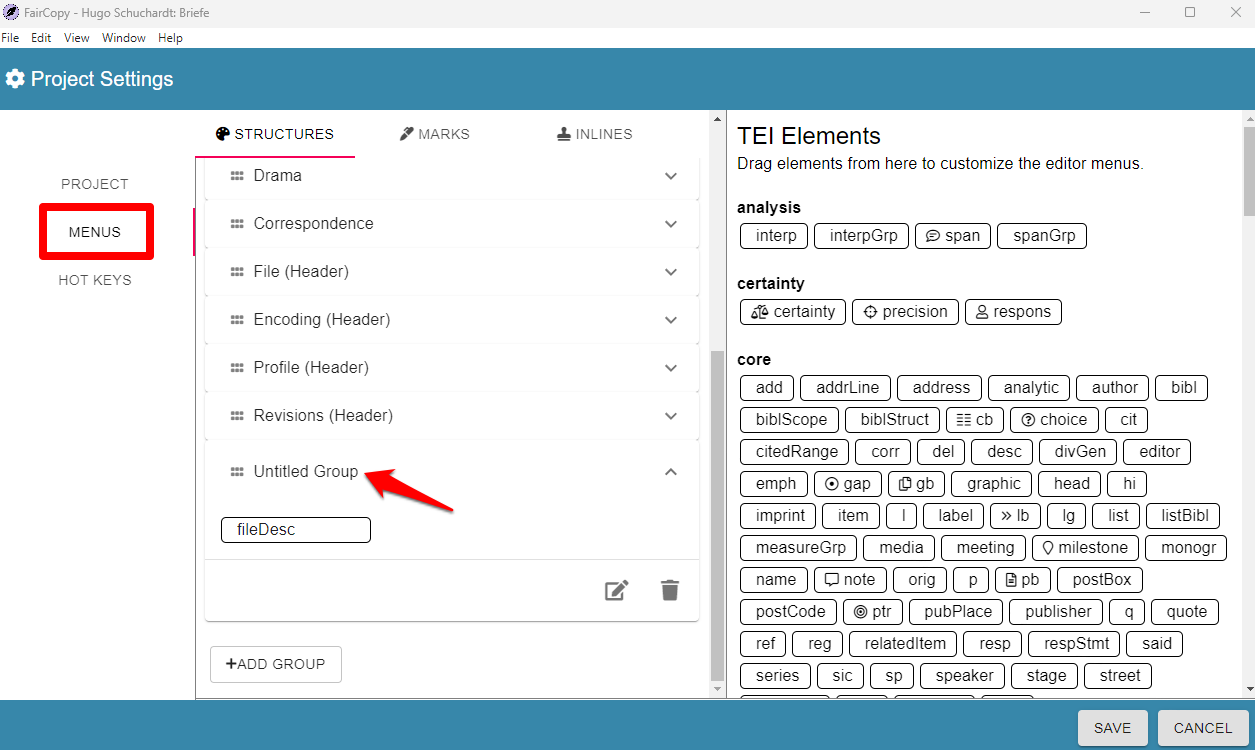 FairCopy - Hugo Schuchardt: Briefe
File Edit View Window Help
Project Settings
PROJECT
MENUS
HOT KEYS
STRUCTURES MARKS INLINES
Drama
Correspondence
File (Header)
Encoding (Header)
Profile (Header)
Revisions (Header)
Untitled Group
fileDesc
+ADD GROUP
TEI Elements
Drag elements from here to customize the editor menus.
analysis
interp interpGrp span spanGrp
certainty
certainty precision respons
core
add addrLine address analytic author bibl
biblScope biblStruct cb choice cit
citedRange corr del desc divGen editor
emph gap gb graphic head hi
imprint item l label lb lg list listBibl
measureGrp media meeting milestone monogr
name note orig p pb postBox
postCode ptr pubPlace publisher q quote
ref reg relatedItem resp respStmt said
series sic sp speaker stage street
SAVE CANCEL